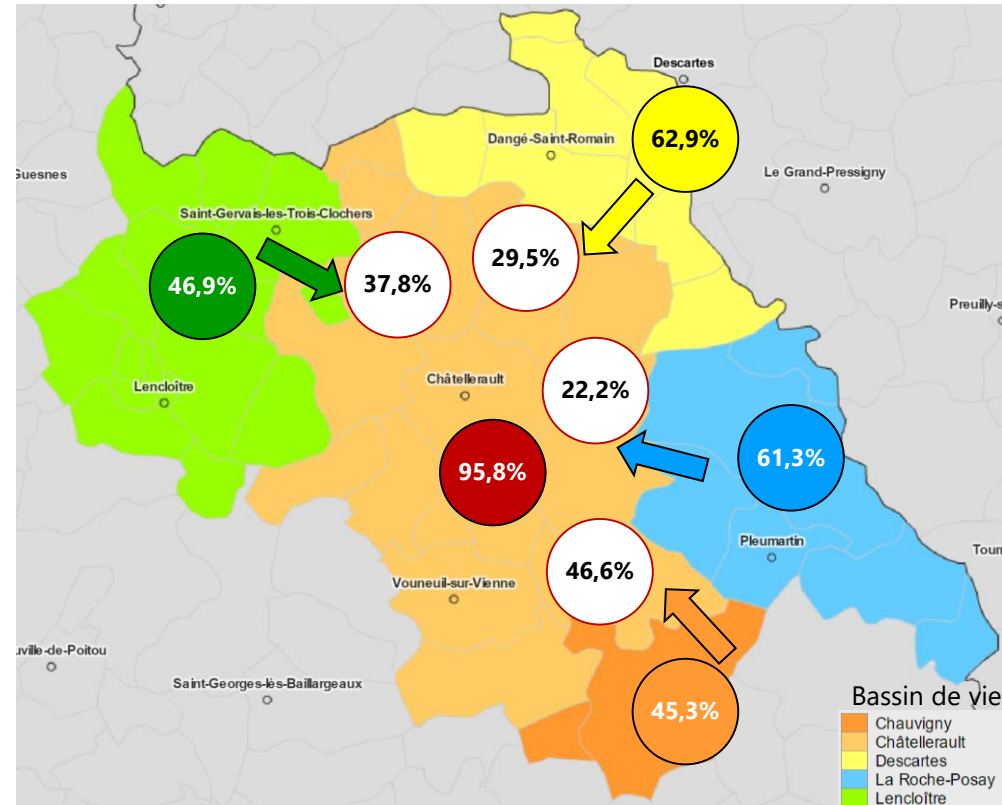 Descartes
62,9%
Dangé-Saint-Romain
Le Grand-Pressigny
Guesnes
Saint-Gervais-les-Trois-Clochers
29,5%
46,9%
37,8%
Preuilly-s
Châtellerault
Lencloître
22,2%
95,8%
61,3%
Pleumartin
Tour
46,6%
Vouneuil-sur-Vienne
uville-de-Poitou
Saint-Georges-lès-Baillargeaux
45,3%
Bassin de vie
Chauvigny
Châtellerault
Descartes
La Roche-Posay
Lencloître